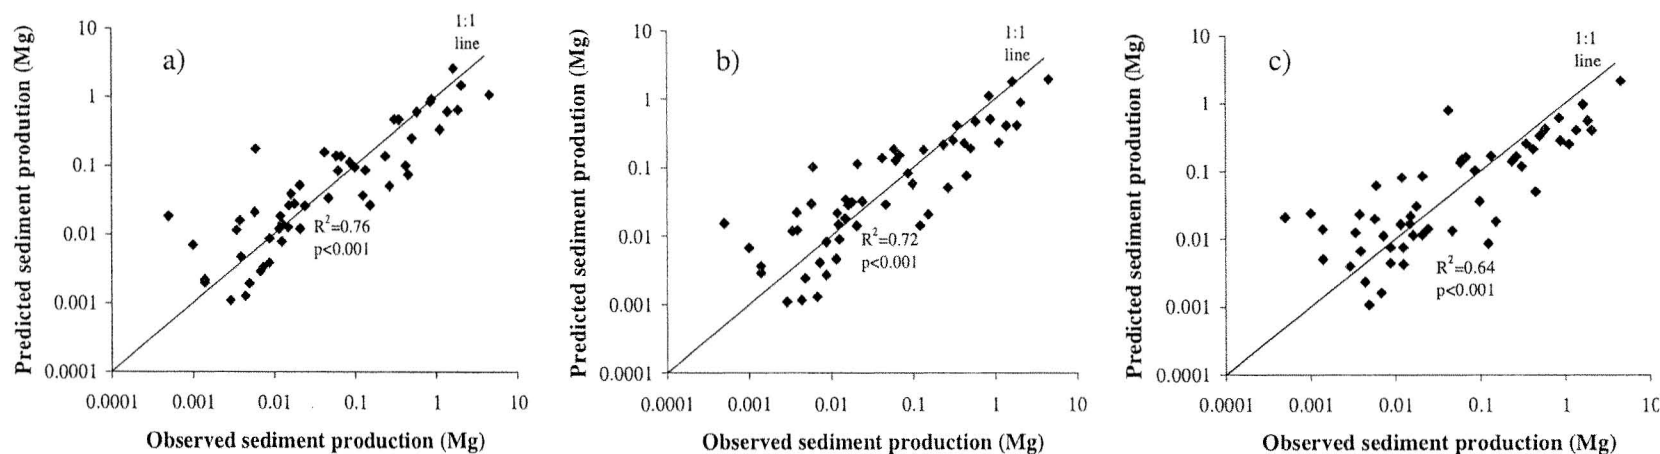 Predicted sediment prodution (Mg)
10
1
0.1
0.01
0.001
0.0001
a)
1:1
line
R²=0.76
p<0.001
0.0001 0.001 0.01 0.1 1 10
Observed sediment production (Mg)
Predicted sediment prodution (Mg)
10
1
0.1
0.01
0.001
0.0001
b)
1:1
line
R²=0.72
p<0.001
0.0001 0.001 0.01 0.1 1 10
Observed sediment production (Mg)
Predicted sediment prodution (Mg)
10
1
0.1
0.01
0.001
0.0001
c)
1:1
line
R²=0.64
p<0.001
0.0001 0.001 0.01 0.1 1 10
Observed sediment production (Mg)